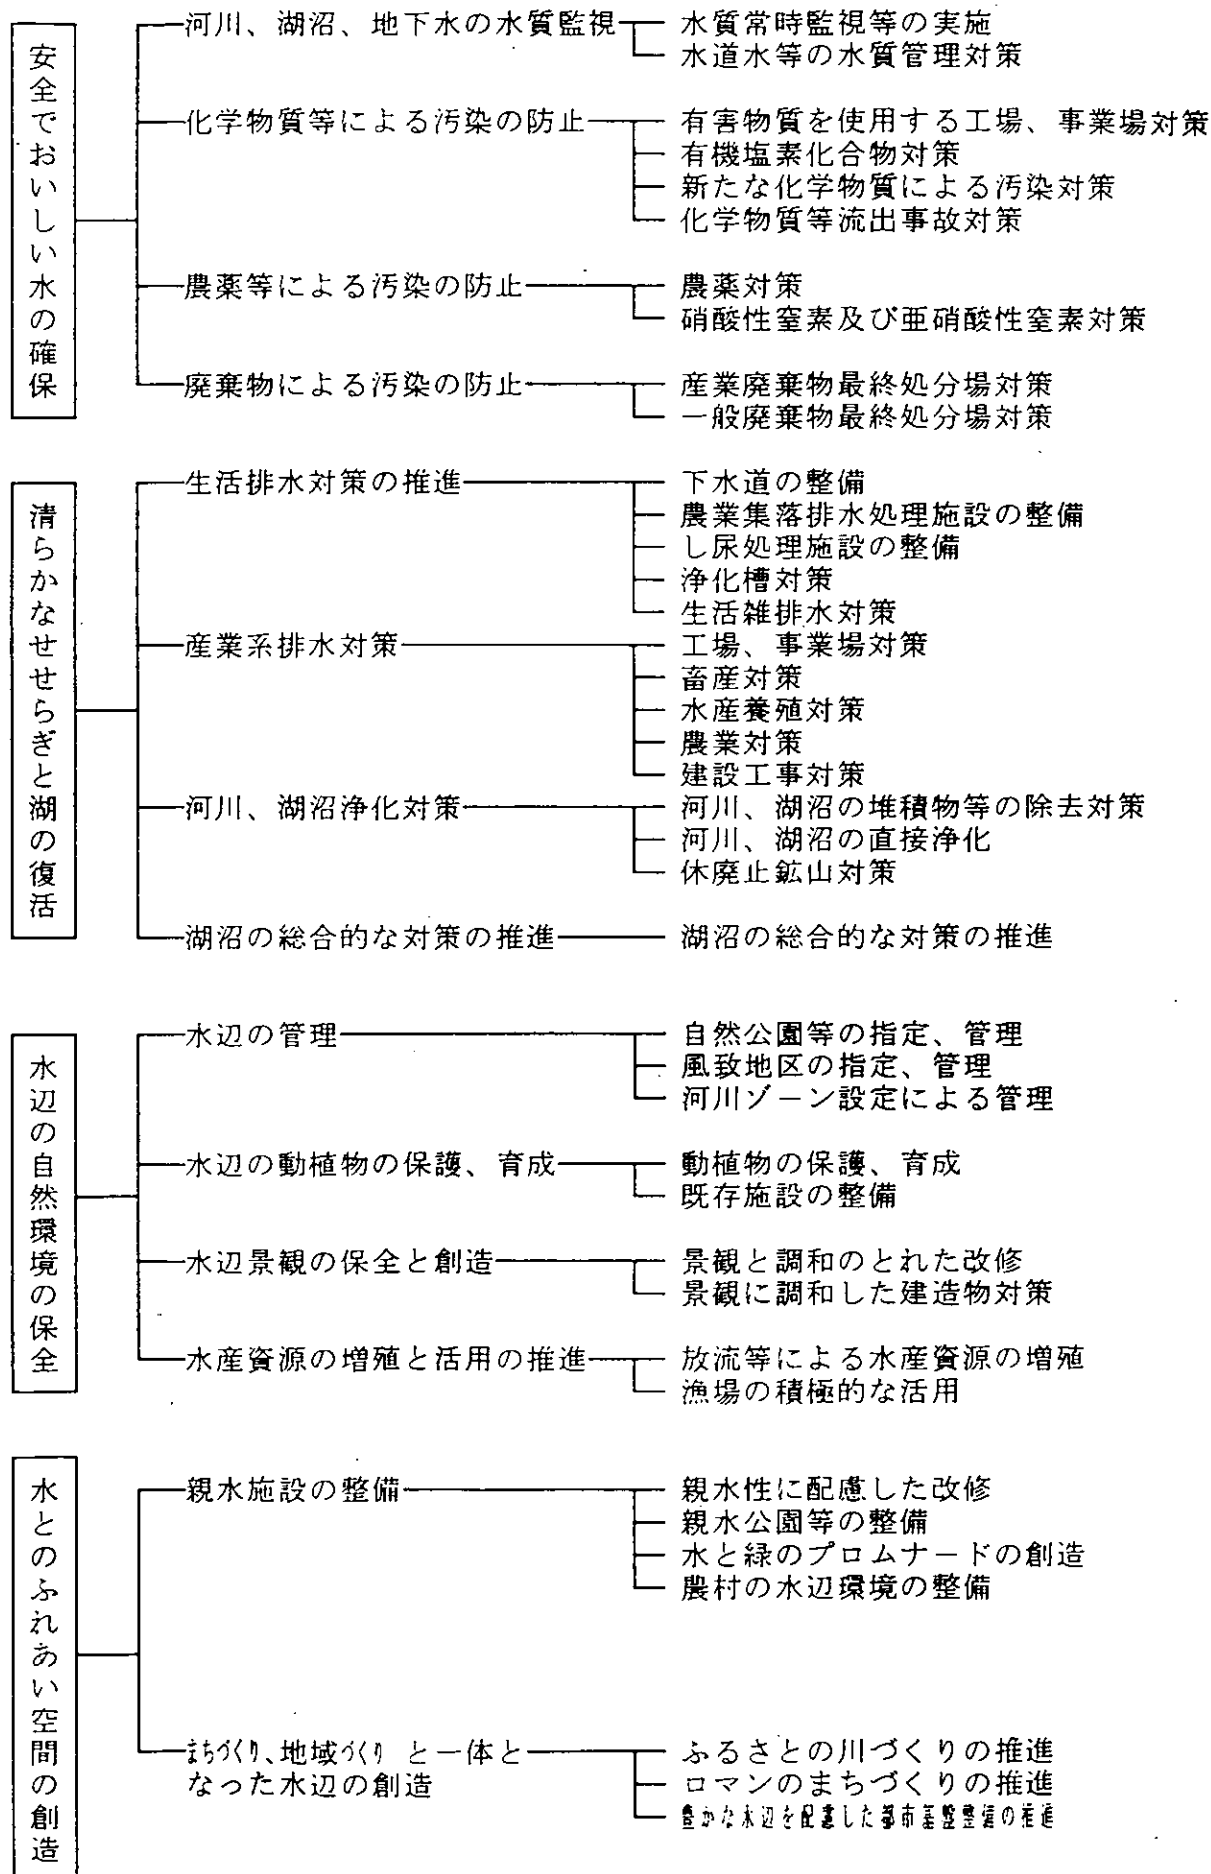 安全でおいしい水の確保
河川、湖沼、地下水の水質監視
水質常時監視等の実施
水道水等の水質管理対策
化学物質等による汚染の防止
有害物質を使用する工場、事業場対策
有機塩素化合物対策
新たな化学物質による汚染対策
化学物質等流出事故対策
農薬等による汚染の防止
農薬対策
硝酸性窒素及び亜硝酸性窒素対策
廃棄物による汚染の防止
産業廃棄物最終処分場対策
一般廃棄物最終処分場対策
清らかなせせらぎと湖の復活
生活排水対策の推進
下水道の整備
農業集落排水処理施設の整備
し尿処理施設の整備
浄化槽対策
生活雑排水対策
産業系排水対策
工場、事業場対策
畜産対策
水産養殖対策
農業対策
建設工事対策
河川、湖沼浄化対策
河川、湖沼の堆積物等の除去対策
河川、湖沼の直接浄化
休廃止鉱山対策
湖沼の総合的な対策の推進
湖沼の総合的な対策の推進
水辺の自然環境の保全
水辺の管理
自然公園等の指定、管理
風致地区の指定、管理
河川ゾーン設定による管理
水辺の動植物の保護、育成
動植物の保護、育成
既存施設の整備
水辺景観の保全と創造
景観と調和のとれた改修
景観に調和した建造物対策
水産資源の増殖と活用の推進
放流等による水産資源の増殖
漁場の積極的な活用
水とのふれあい空間の創造
親水施設の整備
親水性に配慮した改修
親水公園等の整備
水と緑のプロムナードの創造
農村の水辺環境の整備
まちづくり、地域づくり と一体と
なった水辺の創造
ふるさとの川づくりの推進
ロマンのまちづくりの推進
豊かな水辺を配慮した都市基盤整備の推進